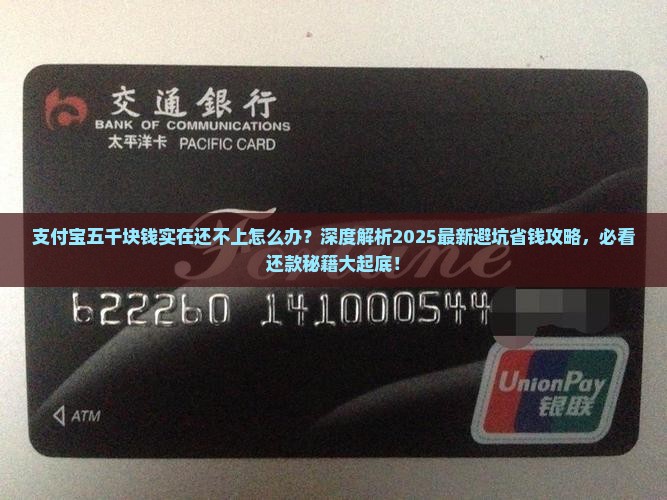 交通銀行
BANK OF COMMUNICATIONS
太平洋卡 PACIFIC CARD
支付宝五千块钱实在还不上怎么办？深度解析2025最新避坑省钱攻略，必看
还款秘籍大起底！
Fortune
622260 141000544
UnionPay
银联
ATM